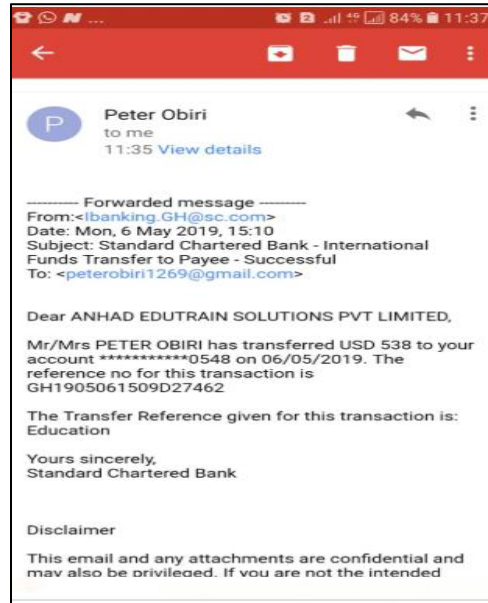 84% 11:37
P
Peter Obiri
to me
11:35 View details
---------- Forwarded message ---------
From:<Ibanking.GH@sc.com>
Date: Mon, 6 May 2019, 15:10
Subject: Standard Chartered Bank - International
Funds Transfer to Payee - Successful
To: <peterobiri1269@gmail.com>
Dear ANHAD EDUTRAIN SOLUTIONS PVT LIMITED,
Mr/Mrs PETER OBIRI has transferred USD 538 to your
account ***********0548 on 06/05/2019. The
reference no for this transaction is
GH1905061509D27462
The Transfer Reference given for this transaction is:
Education
Yours sincerely,
Standard Chartered Bank
Disclaimer
This email and any attachments are confidential and
may also be privileged. If you are not the intended